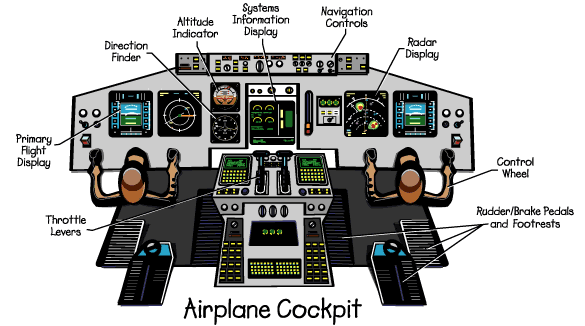 Systems
Information
Display
Navigation
Controls
Altitude
Indicator
Direction
Finder
Radar
Display
Primary
Flight
Display
Control
Wheel
Throttle
Levers
Rudder/Brake Pedals
and Footrests
Airplane Cockpit